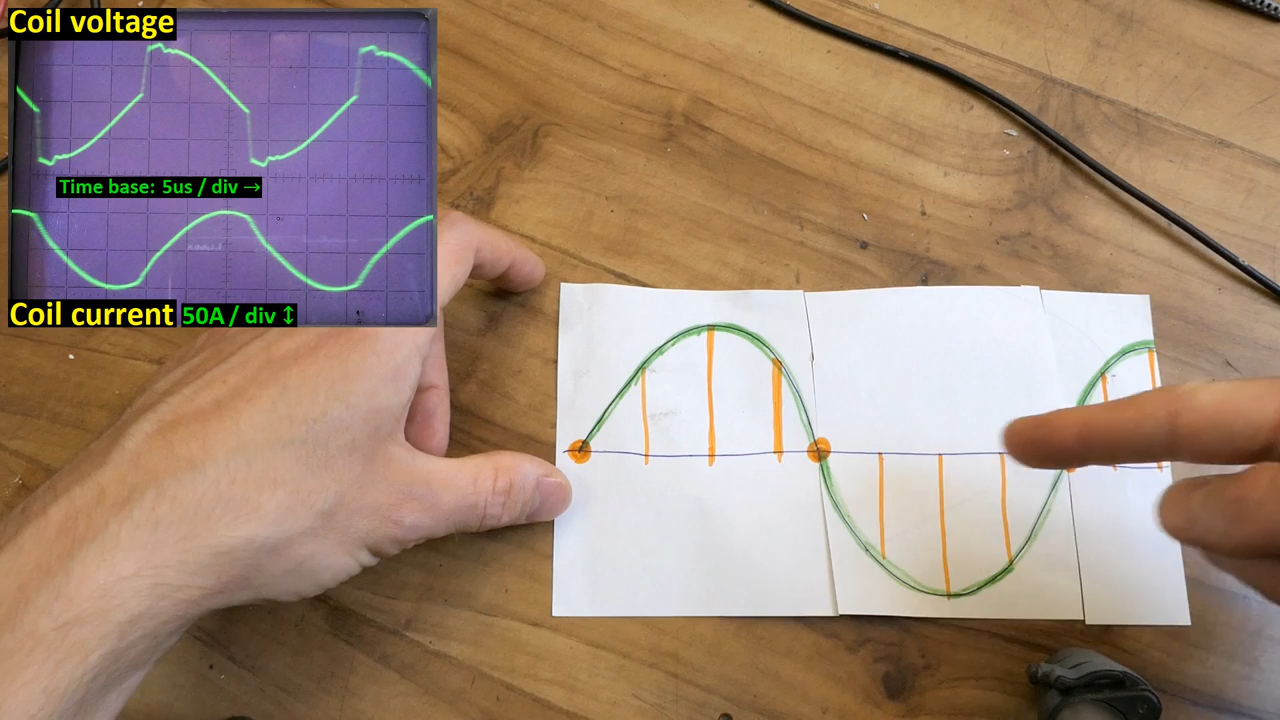 Coil voltage
Time base: 5us / div →
Coil current 50A / div ↕